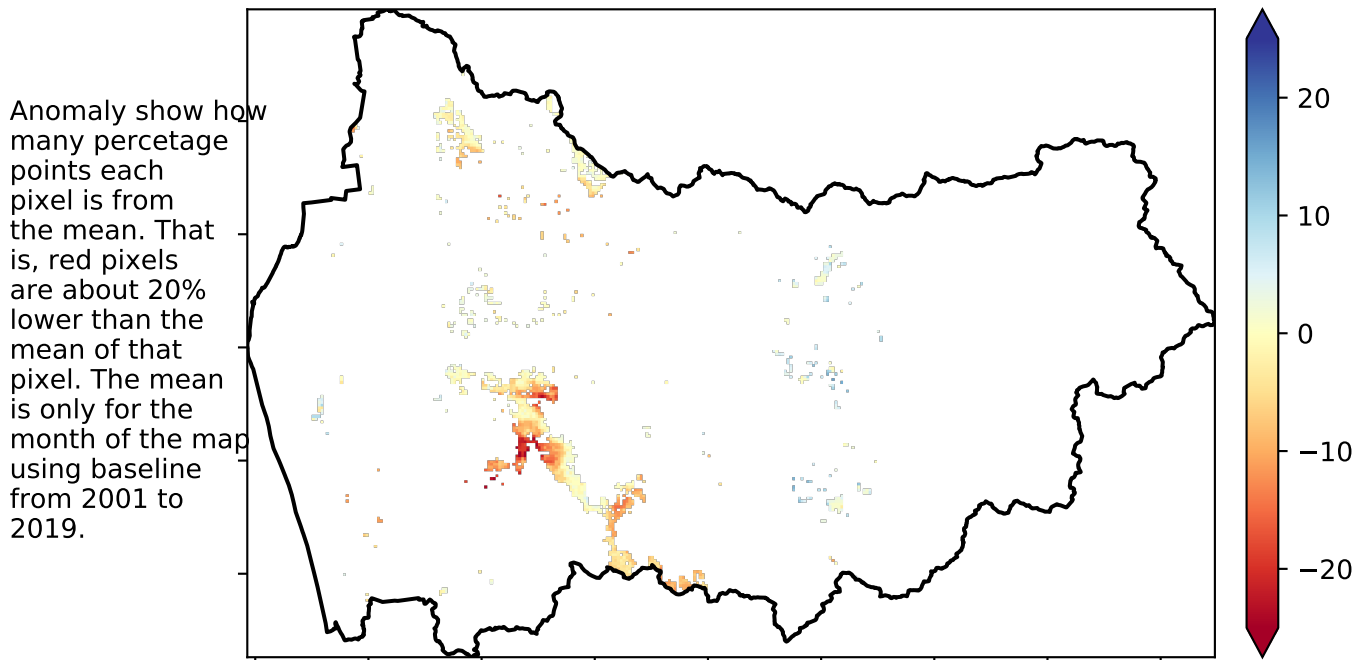 Anomaly show how
many percetage
points each
pixel is from
the mean. That
is, red pixels
are about 20%
lower than the
mean of that
pixel. The mean
is only for the
month of the map
using baseline
from 2001 to
2019.
20
10
0
−10
−20